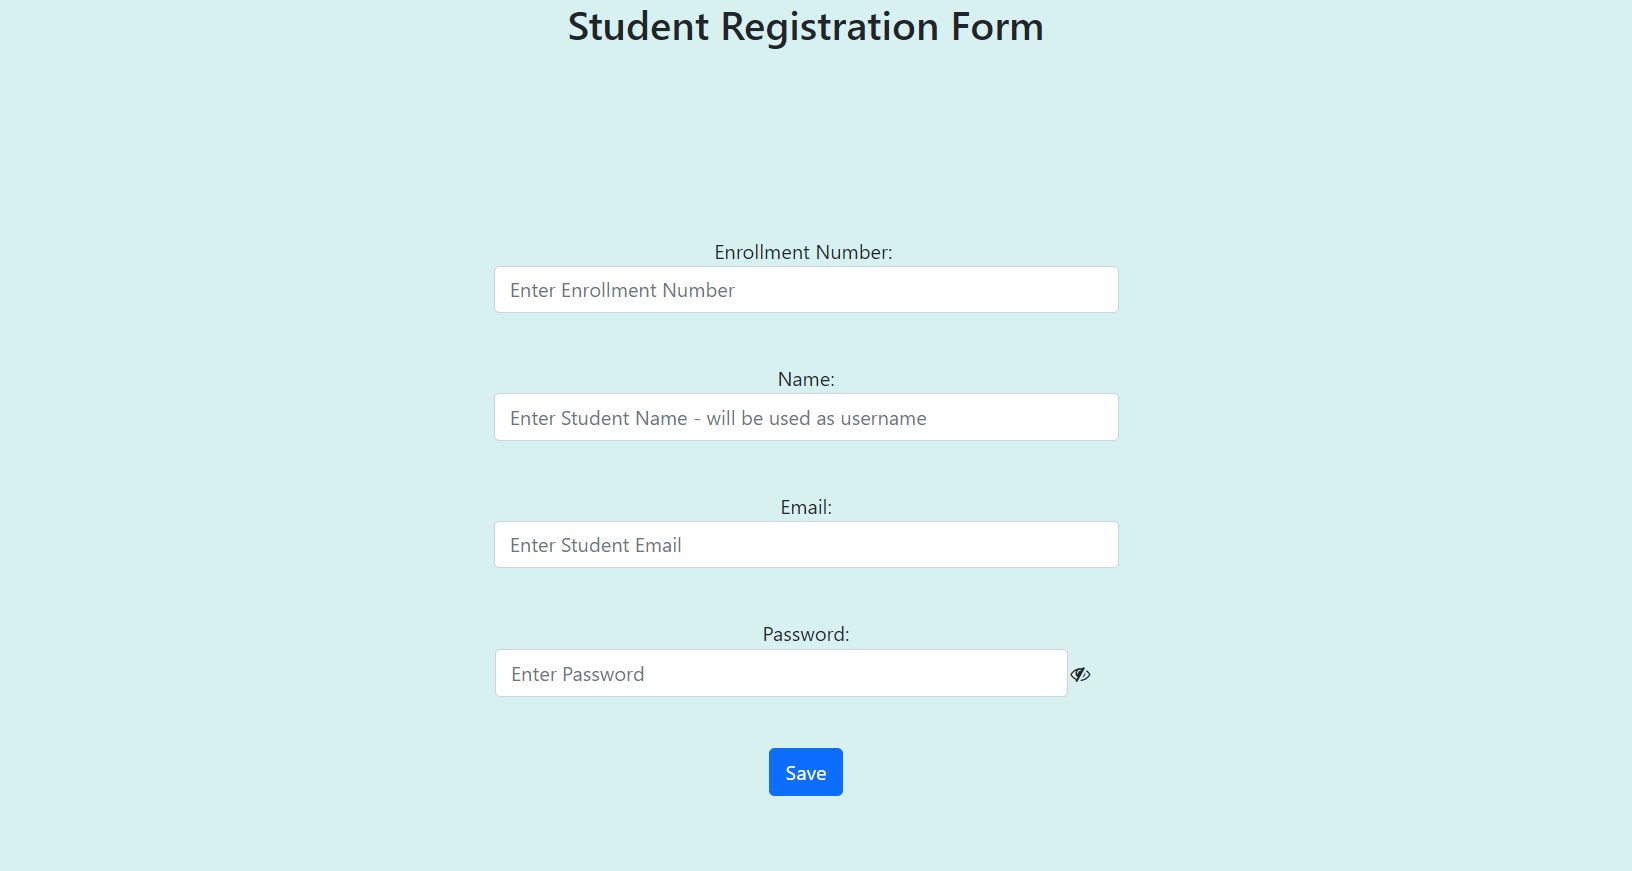 Student Registration Form
Enrollment Number:
Enter Enrollment Number
Name:
Enter Student Name - will be used as username
Email:
Enter Student Email
Password:
Enter Password
Save